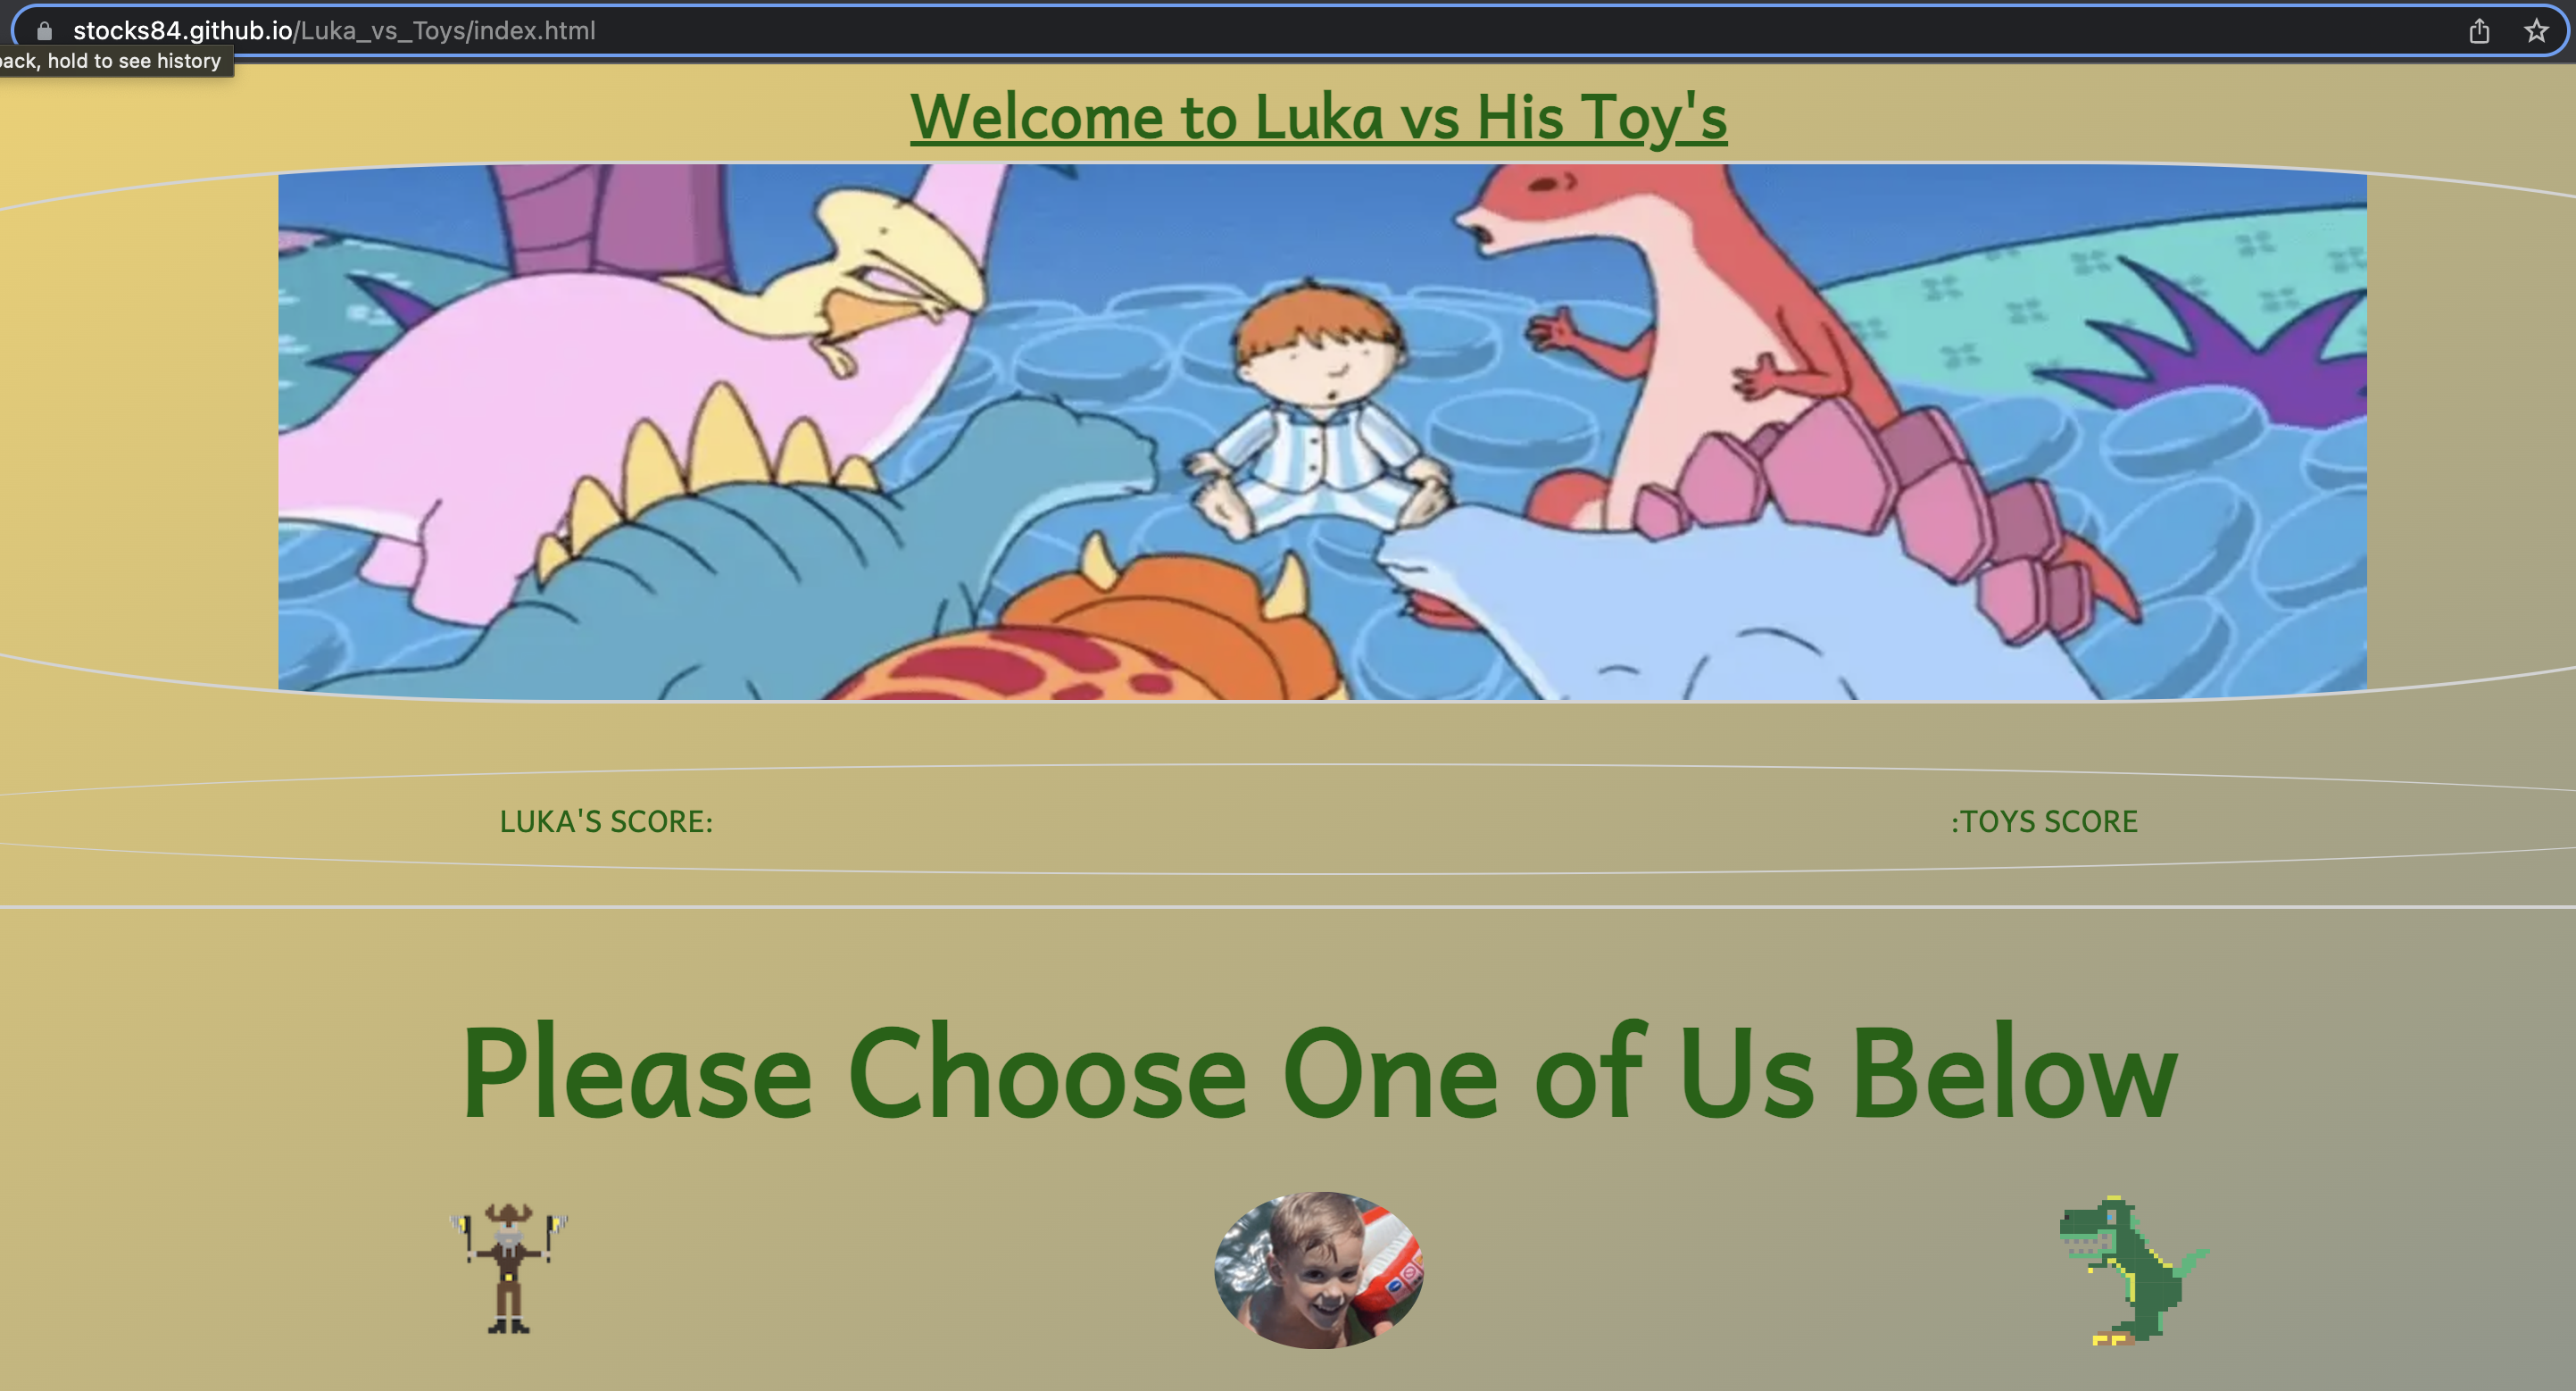 stocks84.github.io/Luka_vs_Toys/index.html
back, hold to see history
Welcome to Luka vs His Toy's
LUKA'S SCORE:
:TOYS SCORE
Please Choose One of Us Below